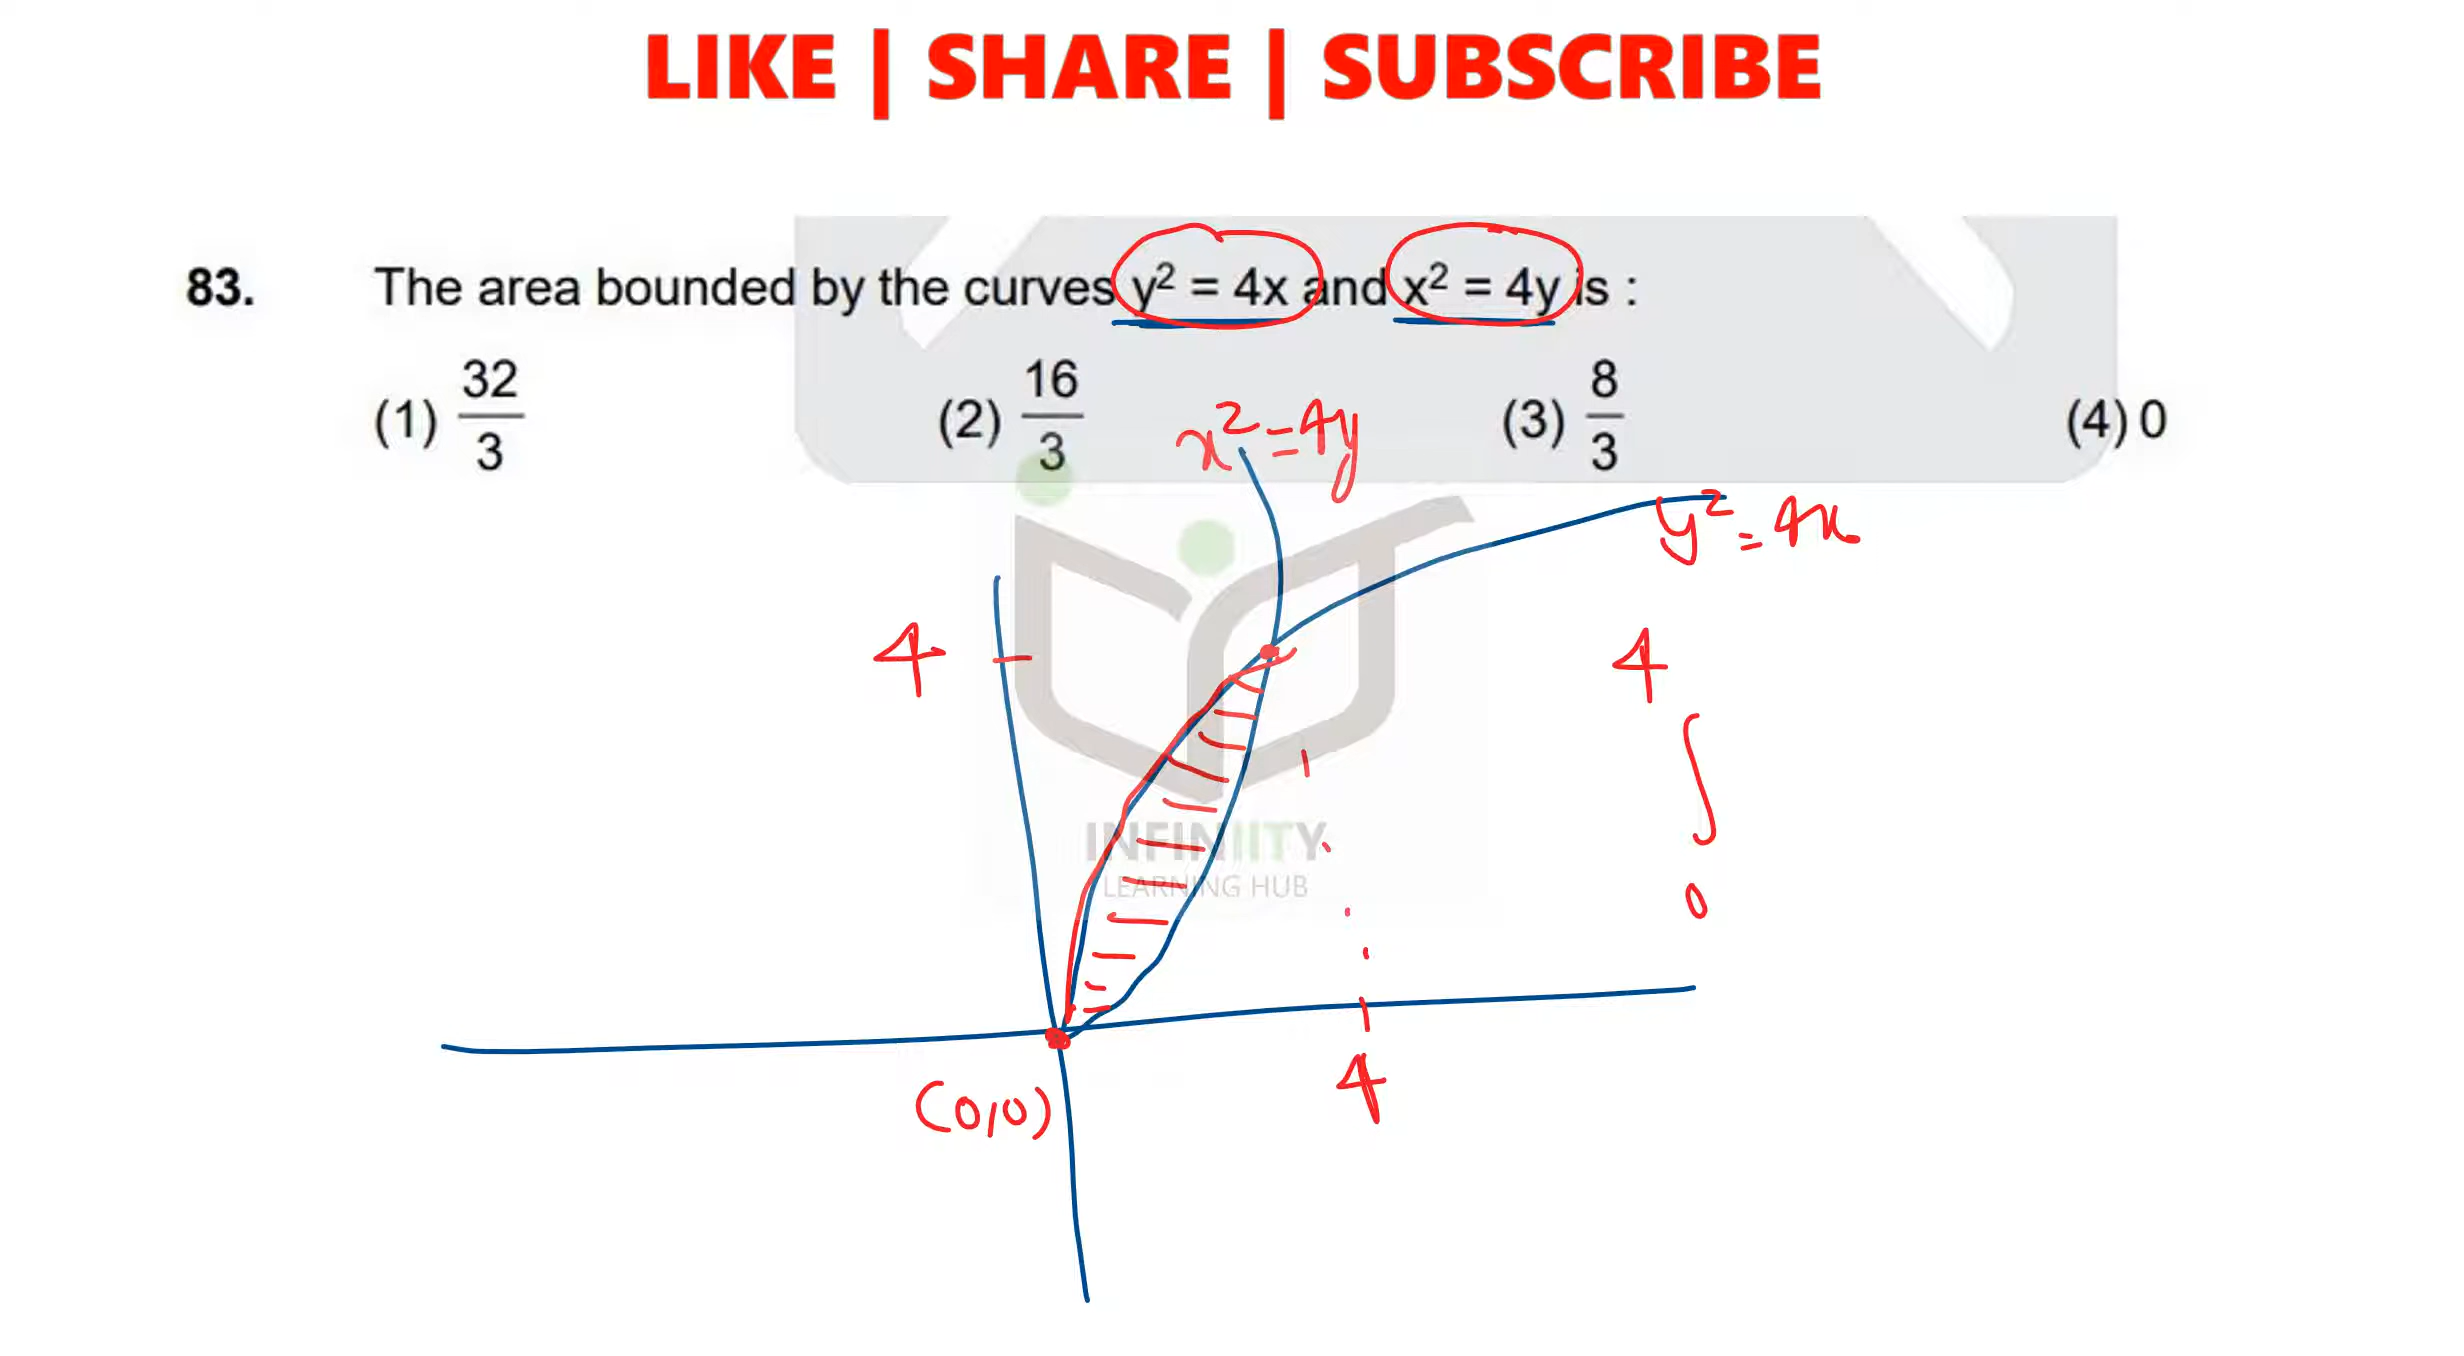 LIKE | SHARE | SUBSCRIBE
83. The area bounded by the curves y² = 4x and x² = 4y is :
(1) 32/3 (2) 16/3 (3) 8/3 (4) 0
x² = 4y
y² = 4x
4
4
∫
0
INFINIITY
LEARNING HUB
(0,0)
4